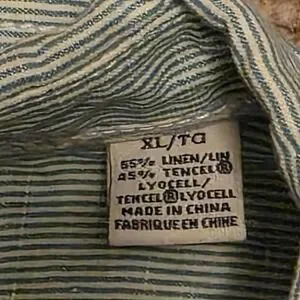 XL/TG
55% LINEN/LIN
45% TENCEL®
LYOCELL/
TENCEL®LYOCELL
MADE IN CHINA
FABRIQUE EN CHINE